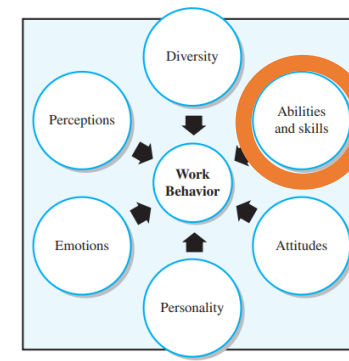 Diversity
Perceptions
Abilities
and skills
Work
Behavior
Emotions
Attitudes
Personality